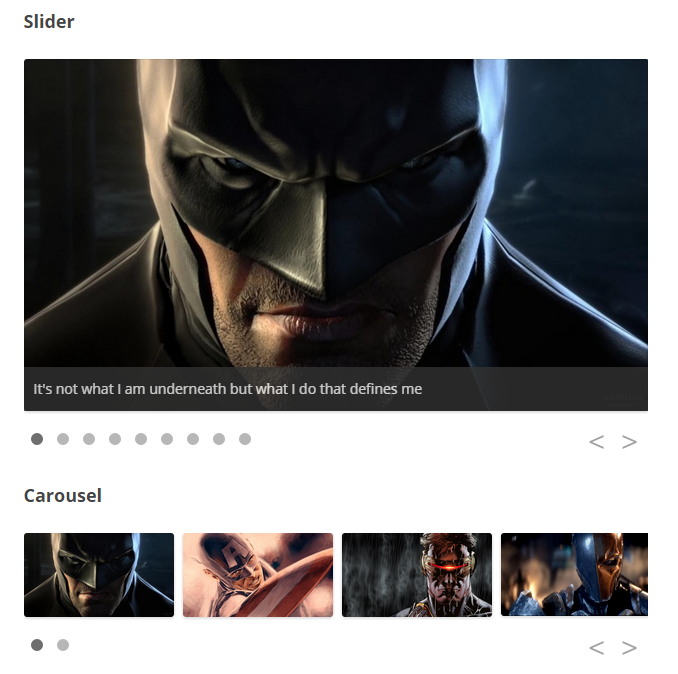 Slider
It's not what I am underneath but what I do that defines me
< >
Carousel
< >